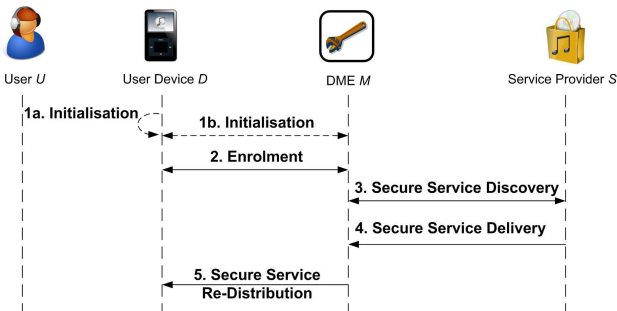 User U
User Device D
DME M
Service Provider S
1a. Initialisation
1b. Initialisation
2. Enrolment
3. Secure Service Discovery
4. Secure Service Delivery
5. Secure Service
Re-Distribution